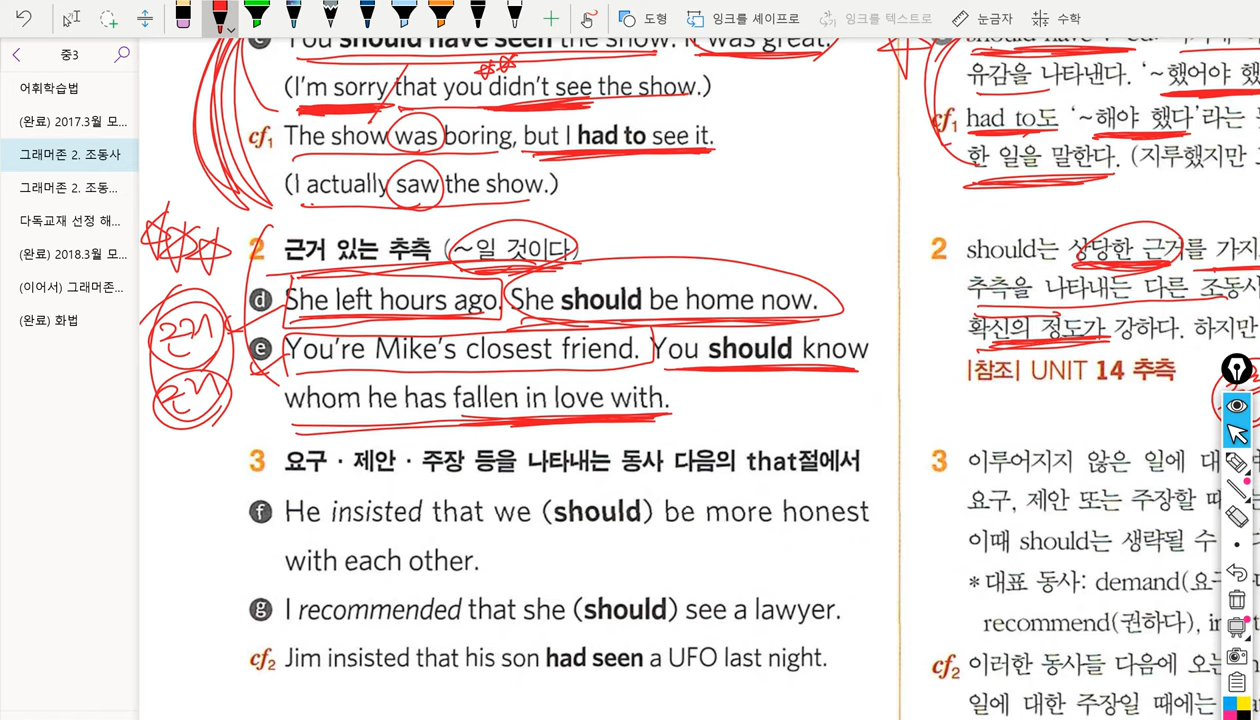 도형
잉크를 셰이프로
잉크를 텍스트로
눈금자
수학
중3
어휘학습법
(완료) 2017.3월 모...
그래머존 2. 조동사
그래머존 2. 조동...
다독교재 선정 해...
(완료) 2018.3월 모...
(이어서) 그래머존...
(완료) 화법
You should have seen the show. It was great.
(I'm sorry that you didn't see the show.)
cf1 The show was boring, but I had to see it.
(I actually saw the show.)
2 근거 있는 추측 (~일 것이다)
d She left hours ago. She should be home now.
e You're Mike's closest friend. You should know
whom he has fallen in love with.
근거
근거
3 요구 · 제안 · 주장 등을 나타내는 동사 다음의 that절에서
f He insisted that we (should) be more honest
with each other.
g I recommended that she (should) see a lawyer.
cf2 Jim insisted that his son had seen a UFO last night.
should have
유감을 나타낸다. '~했어야 했
cf1 had to도 '~해야 했다'라는
한 일을 말한다. (지루했지만
2 should는 상당한 근거를 가지
추측을 나타내는 다른 조동사
확신의 정도가 강하다. 하지만
|참조| UNIT 14 추측
3 이루어지지 않은 일에 대
요구, 제안 또는 주장할 때
이때 should는 생략될 수
* 대표 동사: demand(요구
recommend(권하다), in
cf2 이러한 동사들 다음에 오는
일에 대한 주장일 때에는